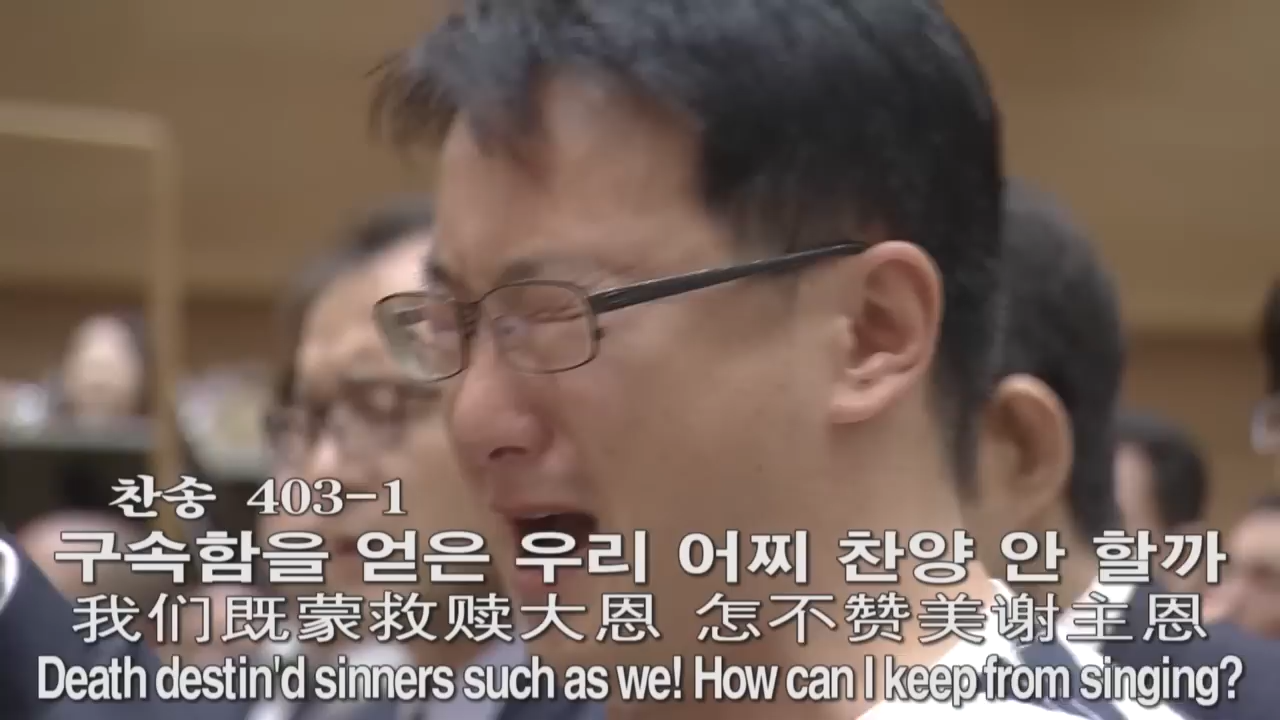 찬송 403-1
구속함을 얻은 우리 어찌 찬양 안 할까
我们既蒙救赎大恩 怎不赞美谢主恩
Death destin'd sinners such as we! How can I keep from singing?